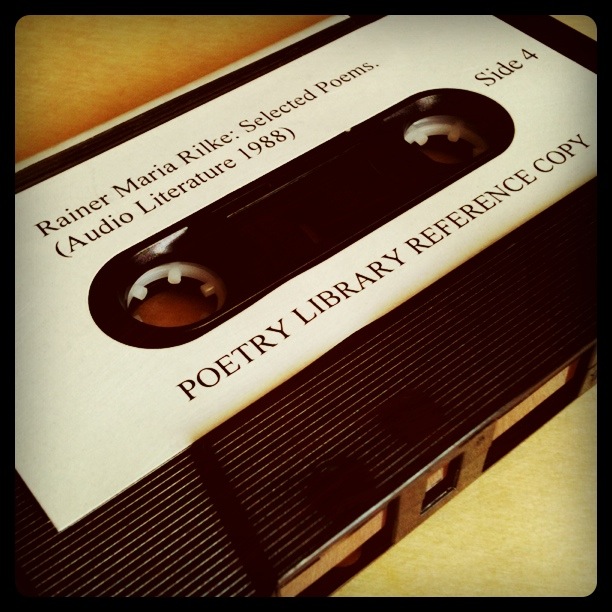 Rainer Maria Rilke: Selected Poems.
(Audio Literature 1988)
Side 4
POETRY LIBRARY REFERENCE COPY